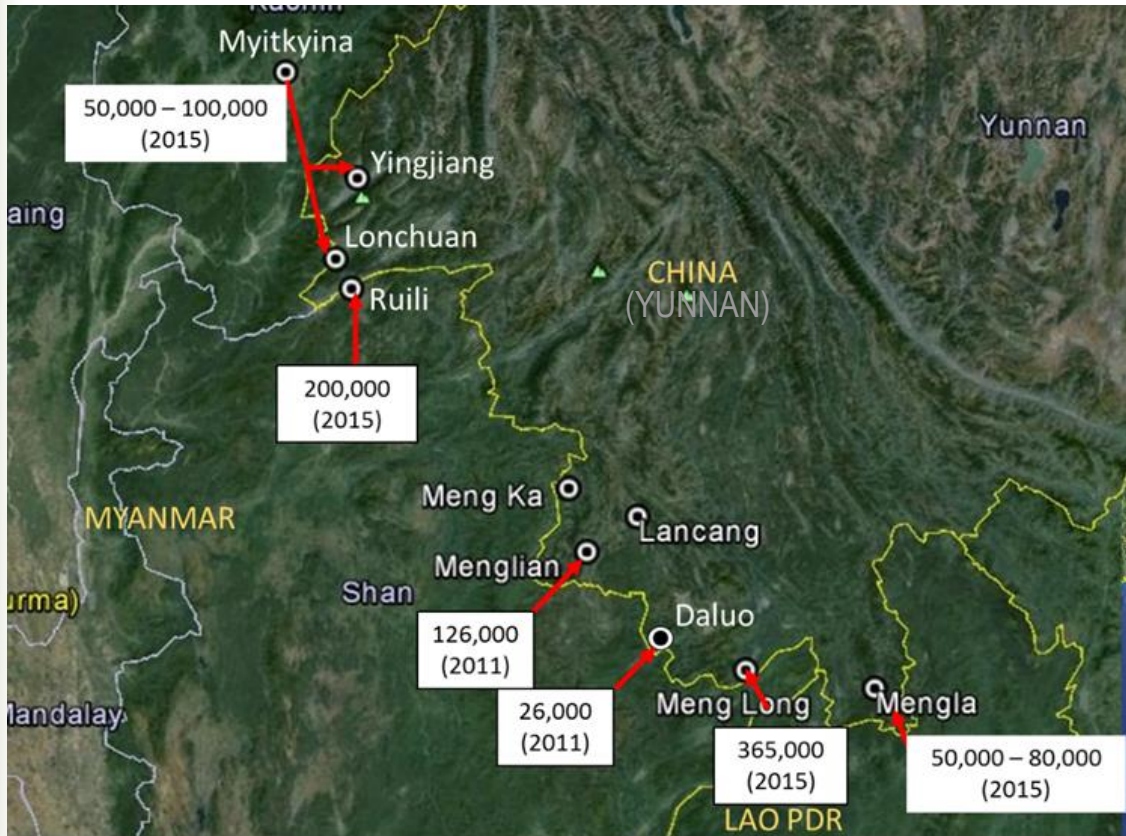 Myitkyina
50,000 – 100,000
(2015)
Yunnan
Yingjiang
aing
Lonchuan
CHINA
(YUNNAN)
Ruili
200,000
(2015)
Meng Ka
MYANMAR
Lancang
Menglian
Shan
urma)
Daluo
126,000
(2011)
Meng Long
Mengla
26,000
(2011)
Mandalay
365,000
(2015)
50,000 – 80,000
(2015)
LAO PDR